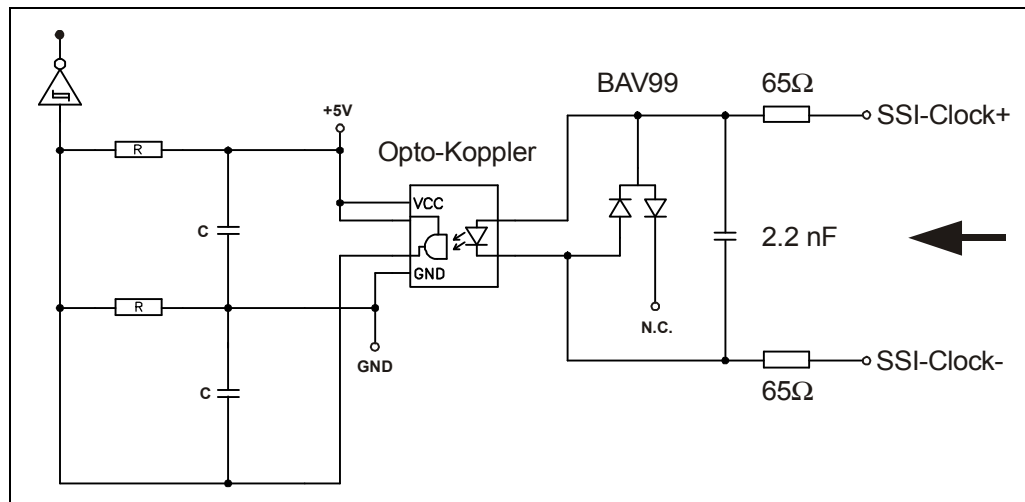 BAV99
65Ω
SSI-Clock+
+5V
Opto-Koppler
R
VCC
C
2.2 nF
GND
R
N.C.
GND
SSI-Clock-
C
65Ω